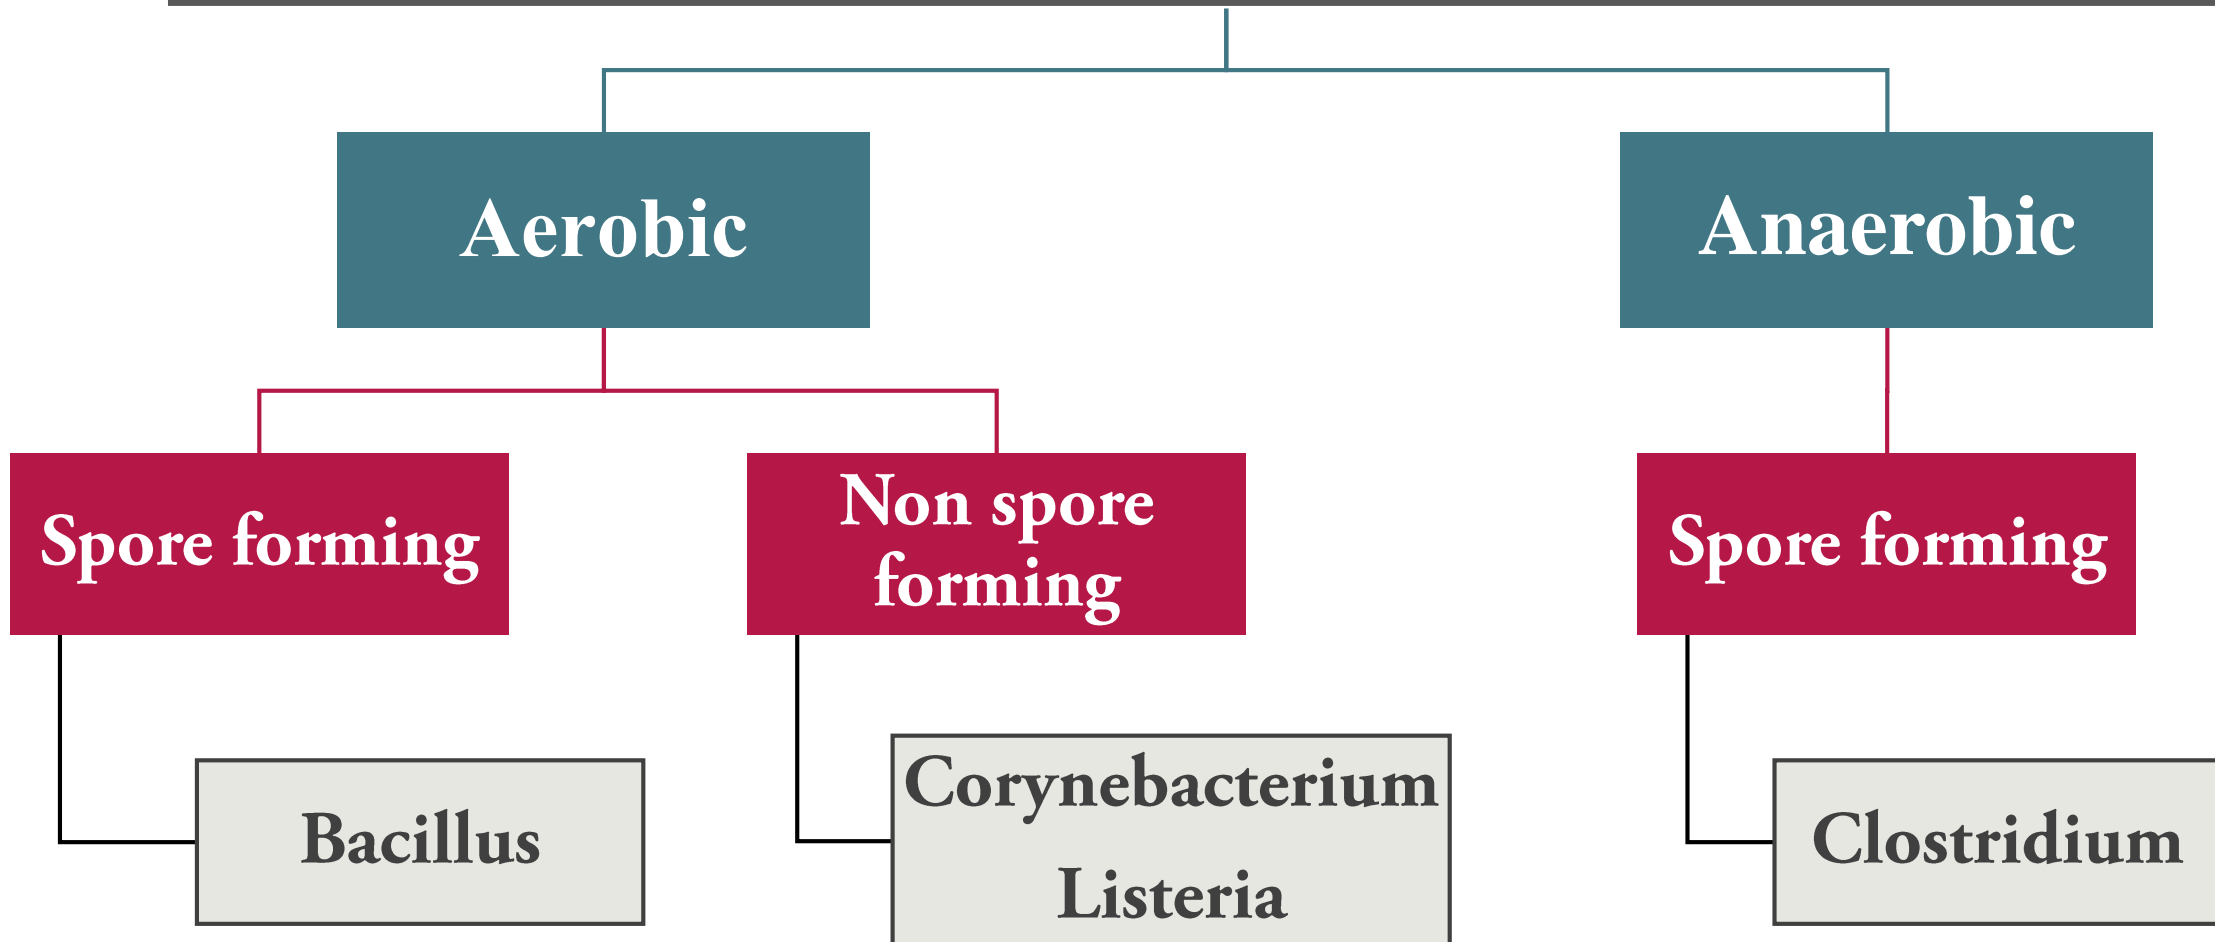 Aerobic
Anaerobic
Spore forming
Non spore
forming
Spore forming
Bacillus
Corynebacterium
Listeria
Clostridium